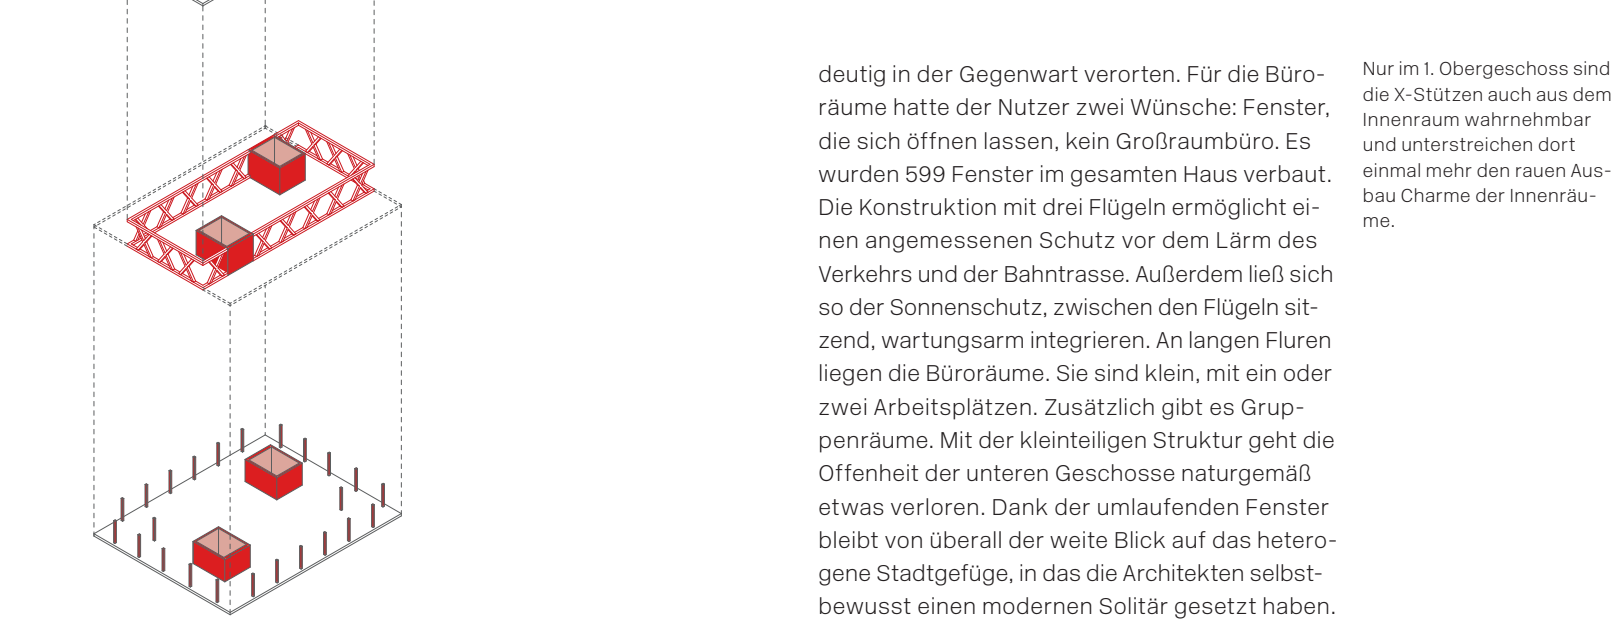 deutig in der Gegenwart verorten. Für die Büro-
räume hatte der Nutzer zwei Wünsche: Fenster,
die sich öffnen lassen, kein Großraumbüro. Es
wurden 599 Fenster im gesamten Haus verbaut.
Die Konstruktion mit drei Flügeln ermöglicht ei-
nen angemessenen Schutz vor dem Lärm des
Verkehrs und der Bahntrasse. Außerdem ließ sich
so der Sonnenschutz, zwischen den Flügeln sit-
zend, wartungsarm integrieren. An langen Fluren
liegen die Büroräume. Sie sind klein, mit ein oder
zwei Arbeitsplätzen. Zusätzlich gibt es Grup-
penräume. Mit der kleinteiligen Struktur geht die
Offenheit der unteren Geschosse naturgemäß
etwas verloren. Dank der umlaufenden Fenster
bleibt von überall der weite Blick auf das hetero-
gene Stadtgefüge, in das die Architekten selbst-
bewusst einen modernen Solitär gesetzt haben.
Nur im 1. Obergeschoss sind
die X-Stützen auch aus dem
Innenraum wahrnehmbar
und unterstreichen dort
einmal mehr den rauen Aus-
bau Charme der Innenräu-
me.